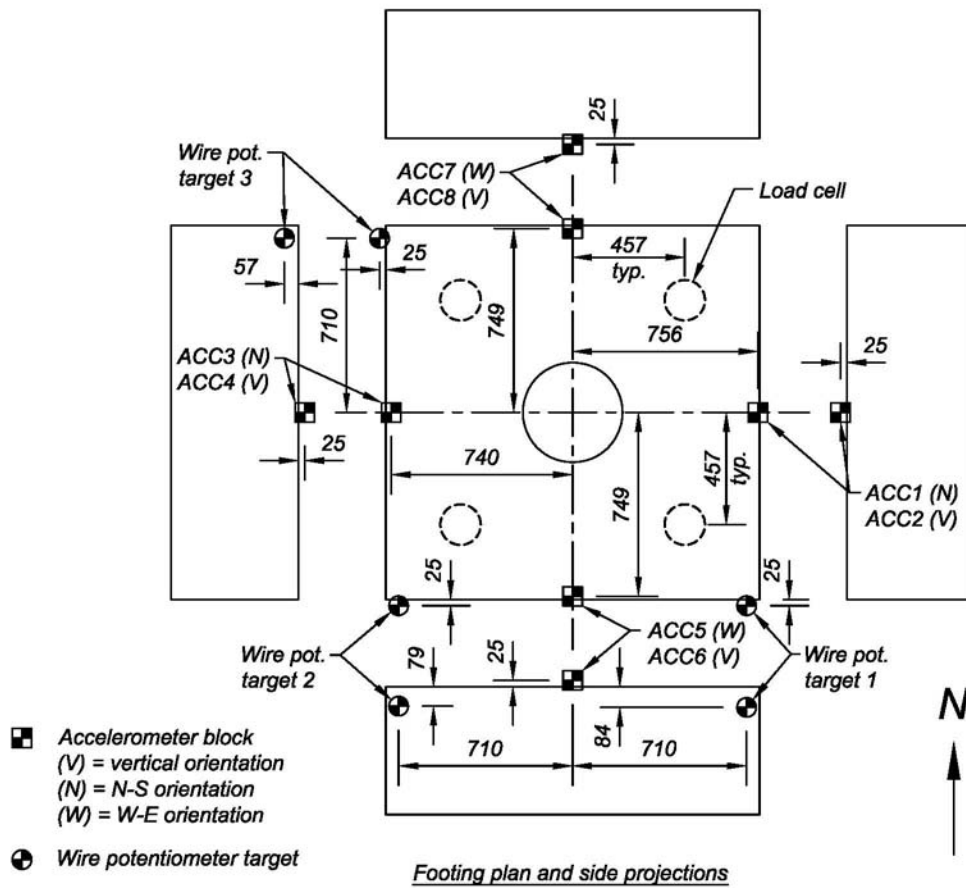 25
Wire pot.
target 3
ACC7 (W)
ACC8 (V)
Load cell
457
typ.
25
57
710
749
756
25
ACC3 (N)
ACC4 (V)
25
740
749
457
typ.
ACC1 (N)
ACC2 (V)
25
25
ACC5 (W)
ACC6 (V)
Wire pot.
target 2
79
25
Wire pot.
target 1
N
84
710
710
Accelerometer block
(V) = vertical orientation
(N) = N-S orientation
(W) = W-E orientation
Wire potentiometer target
Footing plan and side projections